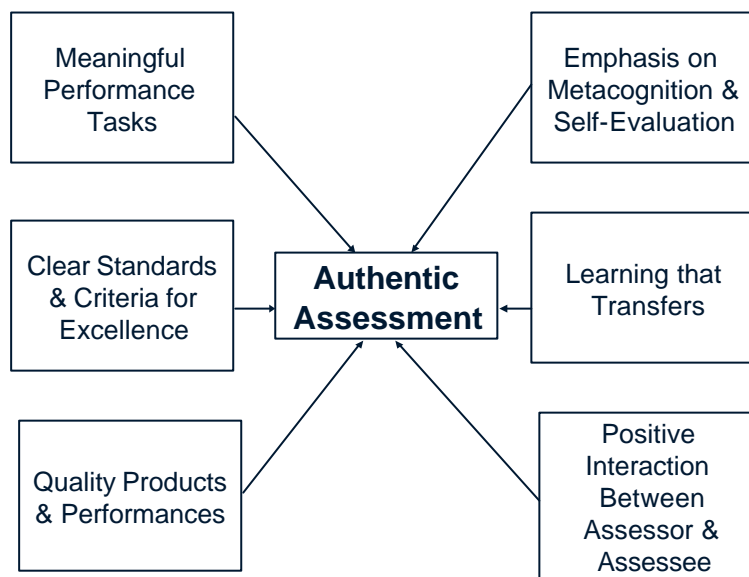 Meaningful
Performance
Tasks
Emphasis on
Metacognition &
Self-Evaluation
Clear Standards
& Criteria for
Excellence
Authentic
Assessment
Learning that
Transfers
Quality Products
& Performances
Positive
Interaction
Between
Assessor &
Assessee